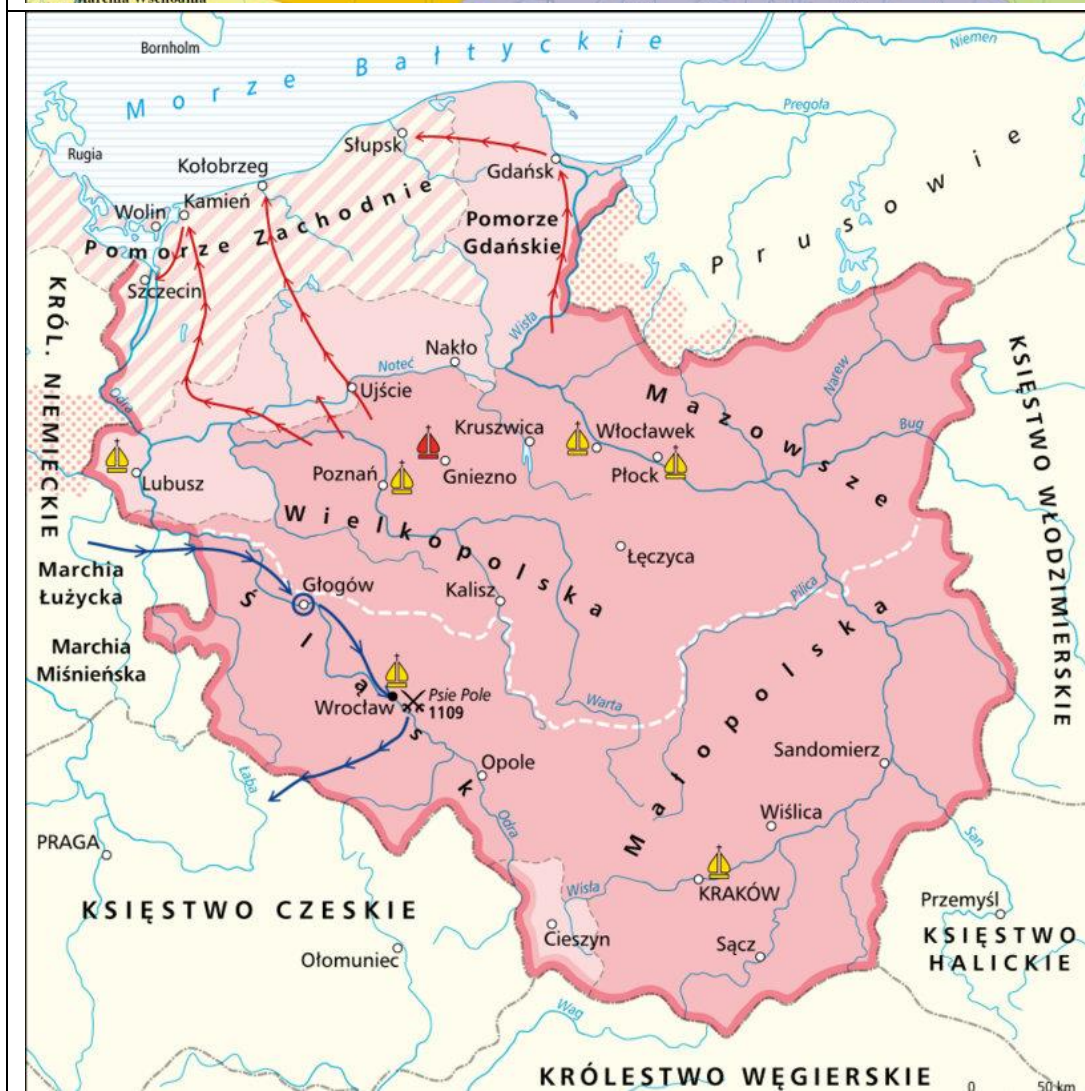 Bornholm
Morze Bałtyckie
Niemen
Pregoła
Rugia
Słupsk
Kołobrzeg
Gdańsk
Wolin
Kamień
Pomorze Zachodnie
Pomorze
Gdańskie
Prusowie
Szczecin
KRÓL. NIEMIECKIE
Wisła
Nakło
Noteć
Narew
Odra
Ujście
Mazowsze
Kruszwica
Włocławek
Bug
KSIĘSTWO WŁODZIMIERSKIE
Lubusz
Poznań
Gniezno
Płock
Wielkopolska
Łęczyca
Marchia
Łużycka
Głogów
Kalisz
Pilica
Śląsk
Marchia
Miśnieńska
Małopolska
Wrocław
Psie Pole
1109
Warta
Sandomierz
Opole
Łaba
Wiślica
Odra
San
PRAGA
Wisła
KRAKÓW
Przemyśl
KSIĘSTWO CZESKIE
Cieszyn
KSIĘSTWO
HALICKIE
Ołomuniec
Sącz
Wag
KRÓLESTWO WĘGIERSKIE
0 50 km